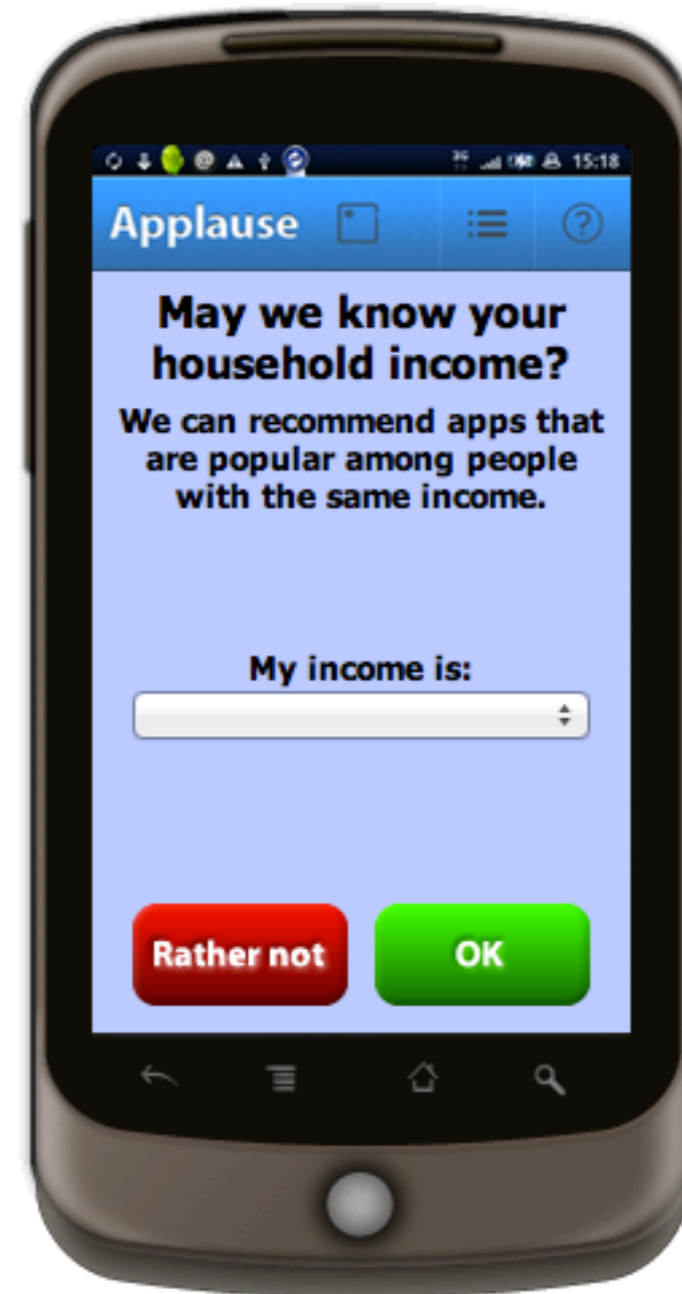 15:18
Applause
May we know your
household income?
We can recommend apps that
are popular among people
with the same income.
My income is:
Rather not OK